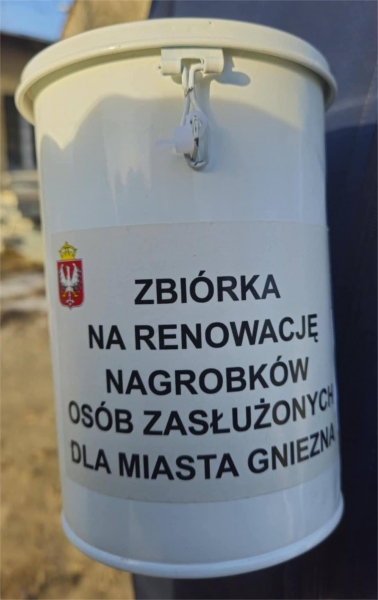 ZBIÓRKA
NA RENOWACJĘ
NAGROBKÓW
OSÓB ZASŁUŻONYCH
DLA MIASTA GNIEZNA